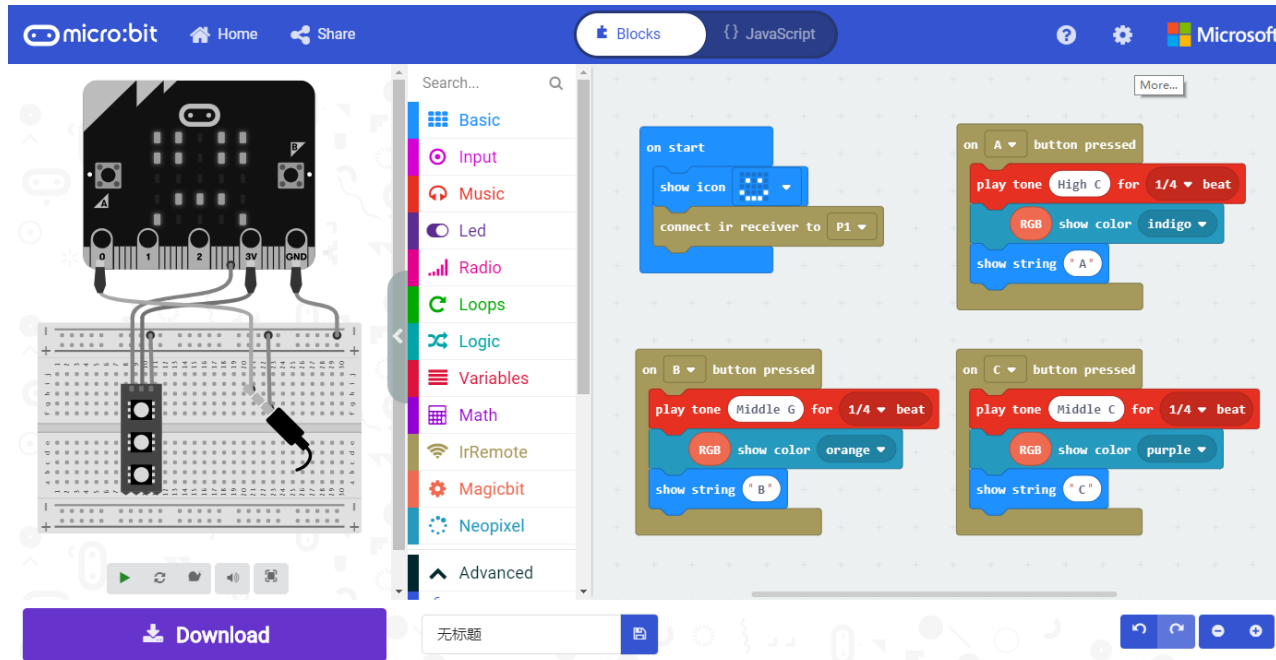 micro:bit Home Share Blocks {} JavaScript ? Microsoft
More...
Search...
Basic
Input
Music
Led
Radio
Loops
Logic
Variables
Math
IrRemote
Magicbit
Neopixel
Advanced
B
A
0 1 2 3V GND
on start
show icon
connect ir receiver to P1
on A button pressed
play tone High C for 1/4 beat
RGB show color indigo
show string "A"
on B button pressed
play tone Middle G for 1/4 beat
RGB show color orange
show string "B"
on C button pressed
play tone Middle C for 1/4 beat
RGB show color purple
show string "C"
Download
无标题